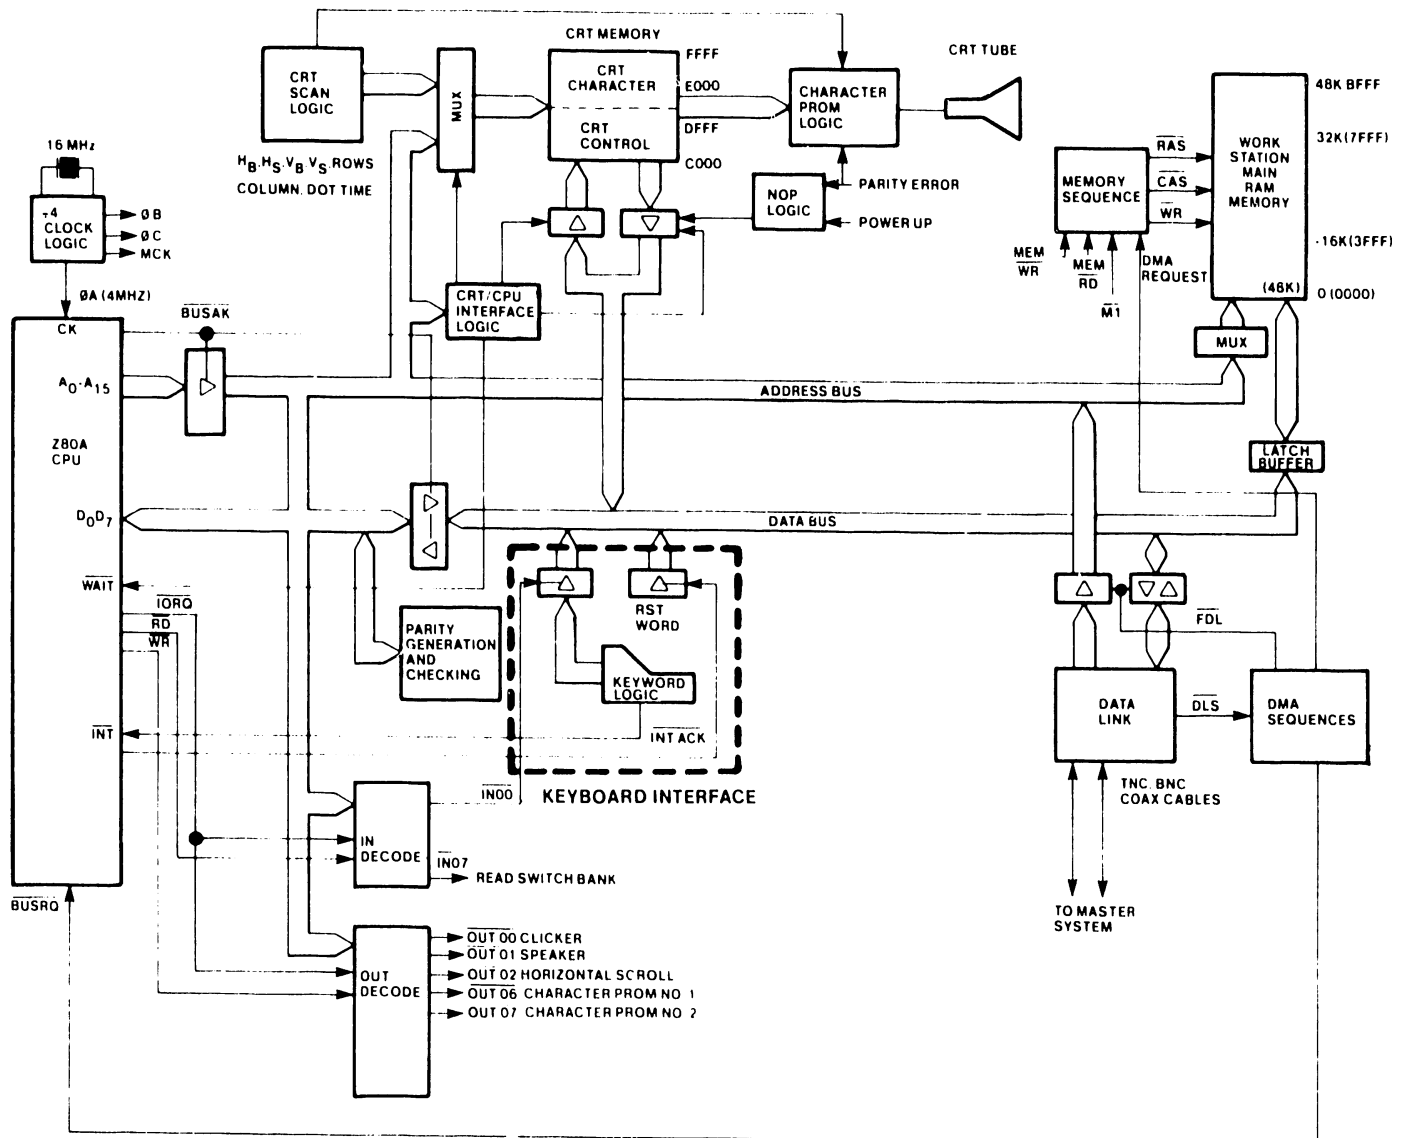 CRT MEMORY
FFFF
CRT TUBE
CRT
SCAN
LOGIC
MUX
CRT
CHARACTER
E000
CHARACTER
PROM
LOGIC
48K BFFF
DFFF
CRT
CONTROL
C000
32K (7FFF)
16 MHz
H_B. H_S. V_B. V_S. ROWS
COLUMN. DOT TIME
RAS
CAS
WR
MEMORY
SEQUENCE
WORK
STATION
MAIN
RAM
MEMORY
NOP
LOGIC
PARITY ERROR
POWER UP
÷4
CLOCK
LOGIC
ØB
ØC
MCK
16K (3FFF)
MEM
WR
MEM
RD
M1
DMA
REQUEST
(48K)
0 (0000)
ØA (4MHZ)
CK
BUSAK
CRT/CPU
INTERFACE
LOGIC
MUX
A0-A15
ADDRESS BUS
Z80A
CPU
LATCH
BUFFER
D0D7
DATA BUS
WAIT
IORQ
RD
WR
RST
WORD
FDL
PARITY
GENERATION
AND
CHECKING
KEYWORD
LOGIC
DATA
LINK
DLS
DMA
SEQUENCES
INT
INT ACK
IN00
KEYBOARD INTERFACE
TNC. BNC
COAX CABLES
IN
DECODE
IN07
READ SWITCH BANK
BUSRQ
TO MASTER
SYSTEM
OUT
DECODE
OUT 00 CLICKER
OUT 01 SPEAKER
OUT 02 HORIZONTAL SCROLL
OUT 06 CHARACTER PROM NO. 1
OUT 07 CHARACTER PROM NO. 2